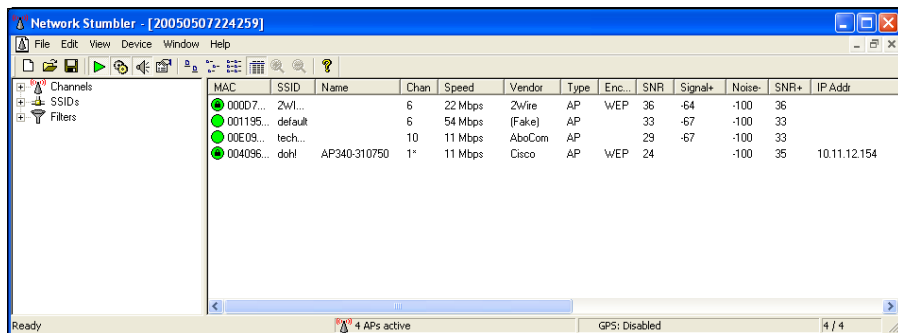 Network Stumbler - [20050507224259]
File Edit View Device Window Help
Channels
SSIDs
Filters
MAC SSID Name Chan Speed Vendor Type Enc... SNR Signal+ Noise- SNR+ IP Addr
000D7... 2WI... 6 22 Mbps 2Wire AP WEP 36 -64 -100 36
001195... default 6 54 Mbps (Fake) AP 33 -67 -100 33
00E09... tech... 10 11 Mbps AboCom AP 29 -67 -100 33
004096... doh! AP340-310750 1* 11 Mbps Cisco AP WEP 24 -100 35 10.11.12.154
Ready 4 APs active GPS: Disabled 4 / 4